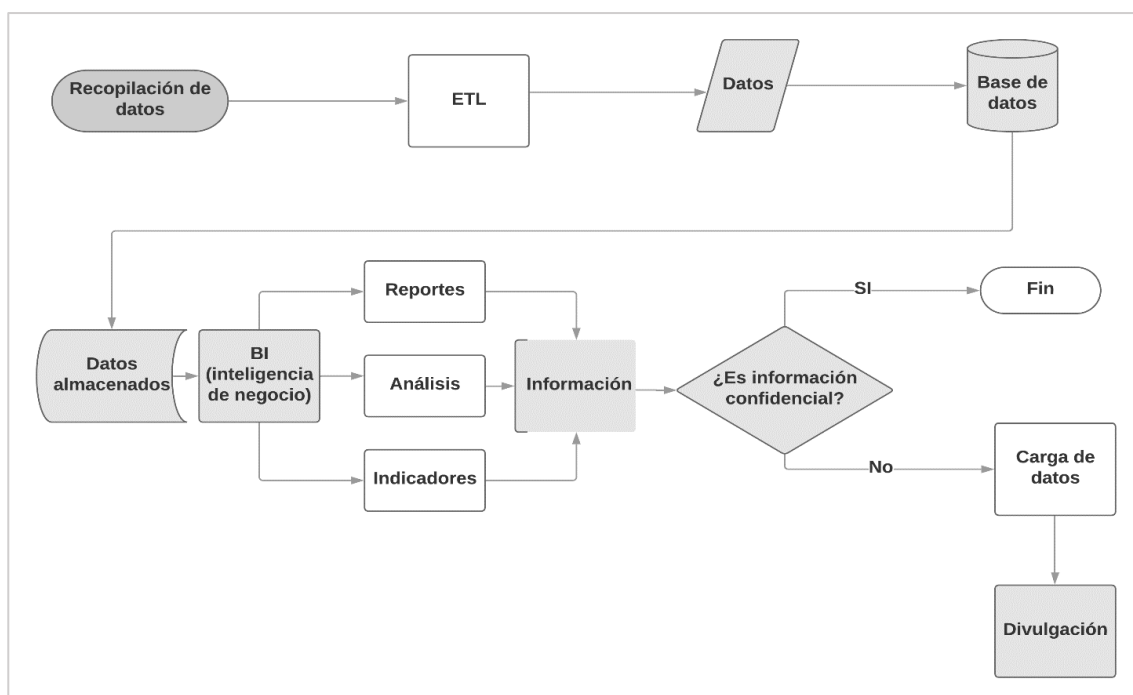 Recopilación de
datos
ETL
Datos
Base de
datos
Reportes
SI
Fin
Datos
almacenados
BI
(inteligencia
de negocio)
Análisis
Información
¿Es información
confidencial?
Indicadores
No
Carga de
datos
Divulgación